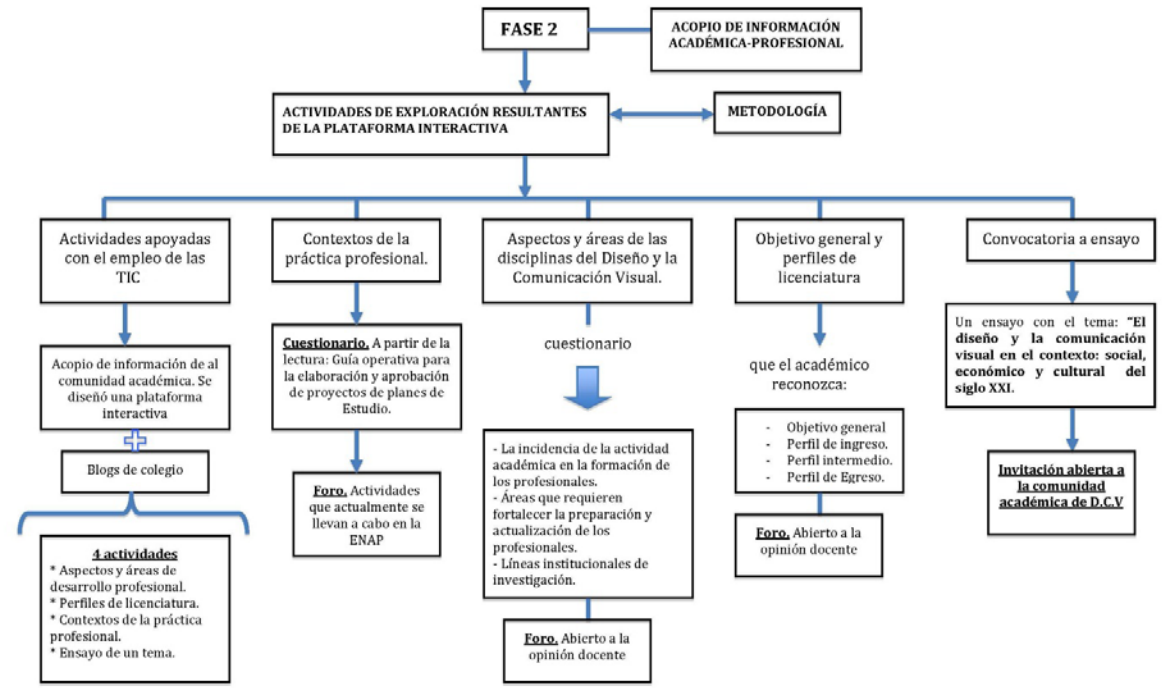 FASE 2
ACOPIO DE INFORMACIÓN
ACADÉMICA-PROFESIONAL
ACTIVIDADES DE EXPLORACIÓN RESULTANTES
DE LA PLATAFORMA INTERACTIVA
METODOLOGÍA
Actividades apoyadas
con el empleo de las
TIC
Acopio de información de al
comunidad académica. Se
diseñó una plataforma
interactiva
Blogs de colegio
4 actividades
* Aspectos y áreas de
desarrollo profesional.
* Perfiles de licenciatura.
* Contextos de la práctica
profesional.
* Ensayo de un tema.
Contextos de la
práctica profesional.
Cuestionario. A partir de la
lectura: Guía operativa para
la elaboración y aprobación
de proyectos de planes de
Estudio.
Foro. Actividades
que actualmente se
llevan a cabo en la
ENAP
Aspectos y áreas de las
disciplinas del Diseño y la
Comunicación Visual.
cuestionario
- La incidencia de la actividad
académica en la formación de
los profesionales.
- Áreas que requieren
fortalecer la preparación y
actualización de los
profesionales.
- Líneas institucionales de
investigación.
Foro. Abierto a la
opinión docente
Objetivo general y
perfiles de
licenciatura
que el académico
reconozca:
- Objetivo general
- Perfil de ingreso.
- Perfil intermedio.
- Perfil de Egreso.
Foro. Abierto a la
opinión docente
Convocatoria a ensayo
Un ensayo con el tema: "El
diseño y la comunicación
visual en el contexto: social,
económico y cultural del
siglo XXI.
Invitación abierta a
la comunidad
académica de D.C.V